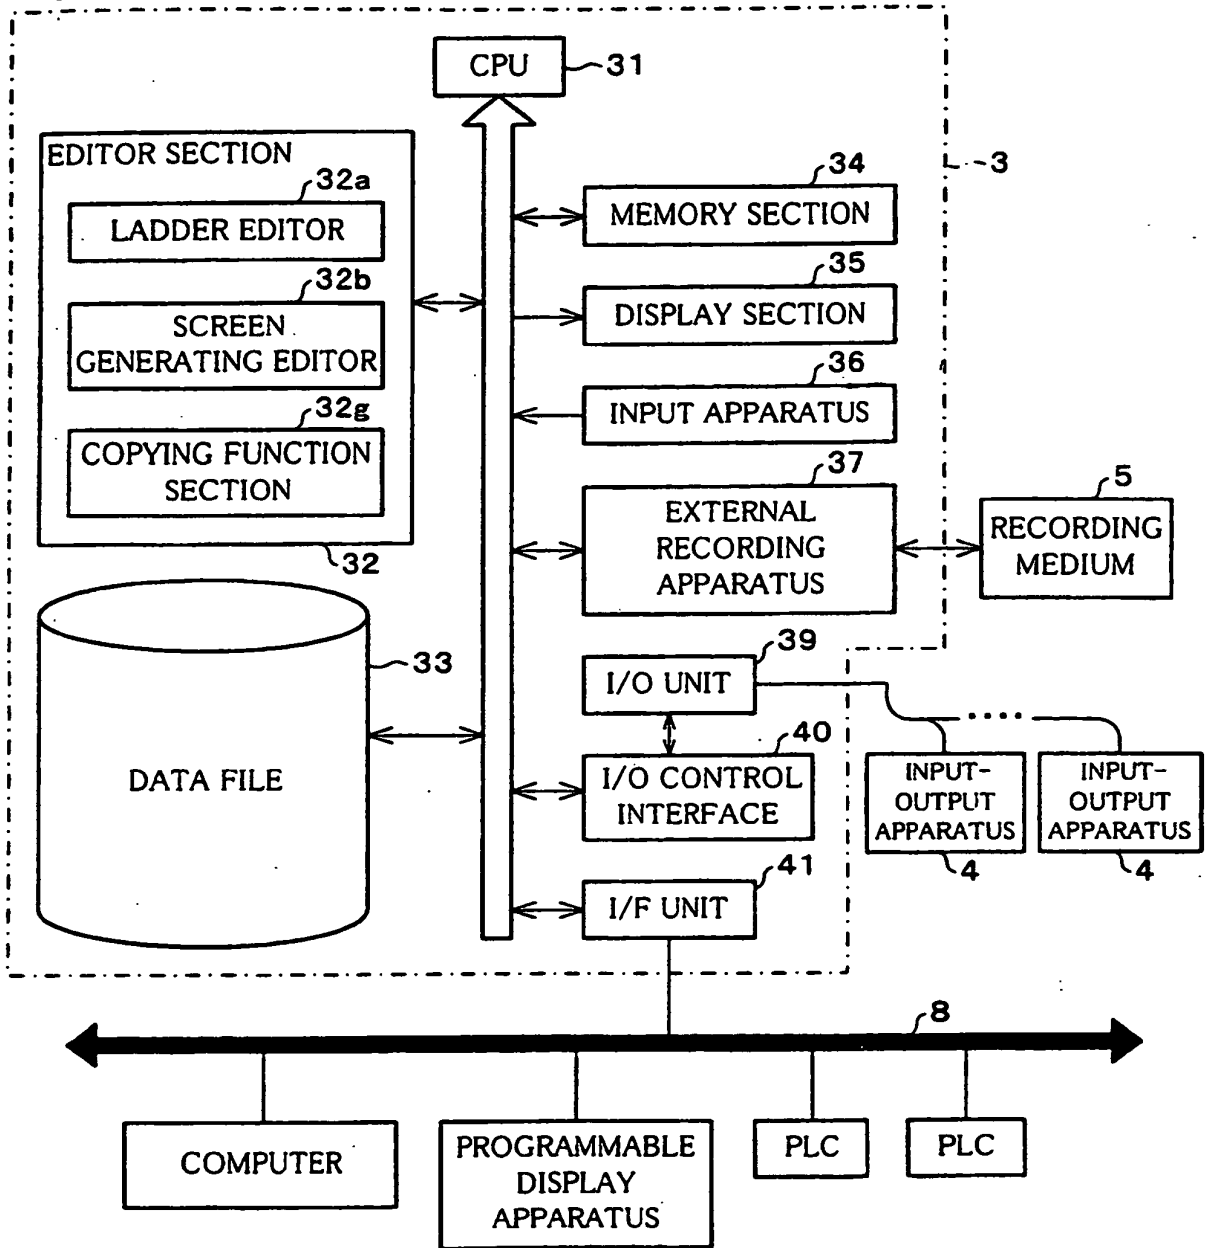 CPU
31
EDITOR SECTION
32a
LADDER EDITOR
32b
SCREEN
GENERATING EDITOR
32g
COPYING FUNCTION
SECTION
32
33
DATA FILE
3
34
MEMORY SECTION
35
DISPLAY SECTION
36
INPUT APPARATUS
37
EXTERNAL
RECORDING
APPARATUS
5
RECORDING
MEDIUM
39
I/O UNIT
40
I/O CONTROL
INTERFACE
INPUT-
OUTPUT
APPARATUS
4
INPUT-
OUTPUT
APPARATUS
4
41
I/F UNIT
8
COMPUTER
PROGRAMMABLE
DISPLAY
APPARATUS
PLC
PLC